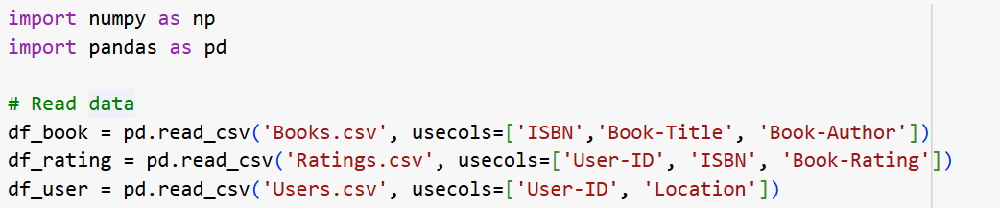 import numpy as np
import pandas as pd
# Read data
df_book = pd.read_csv('Books.csv', usecols=['ISBN','Book-Title', 'Book-Author'])
df_rating = pd.read_csv('Ratings.csv', usecols=['User-ID', 'ISBN', 'Book-Rating'])
df_user = pd.read_csv('Users.csv', usecols=['User-ID', 'Location'])